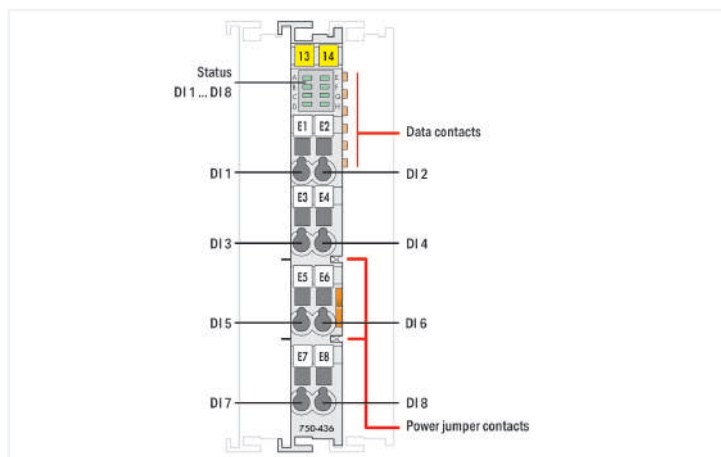 13 14
Status
DI 1 ... DI 8
A E
B F
C G
D H
E1 E2
Data contacts
DI 1 DI 2
E3 E4
DI 3 DI 4
E5 E6
DI 5 DI 6
E7 E8
DI 7 DI 8
750-436
Power jumper contacts